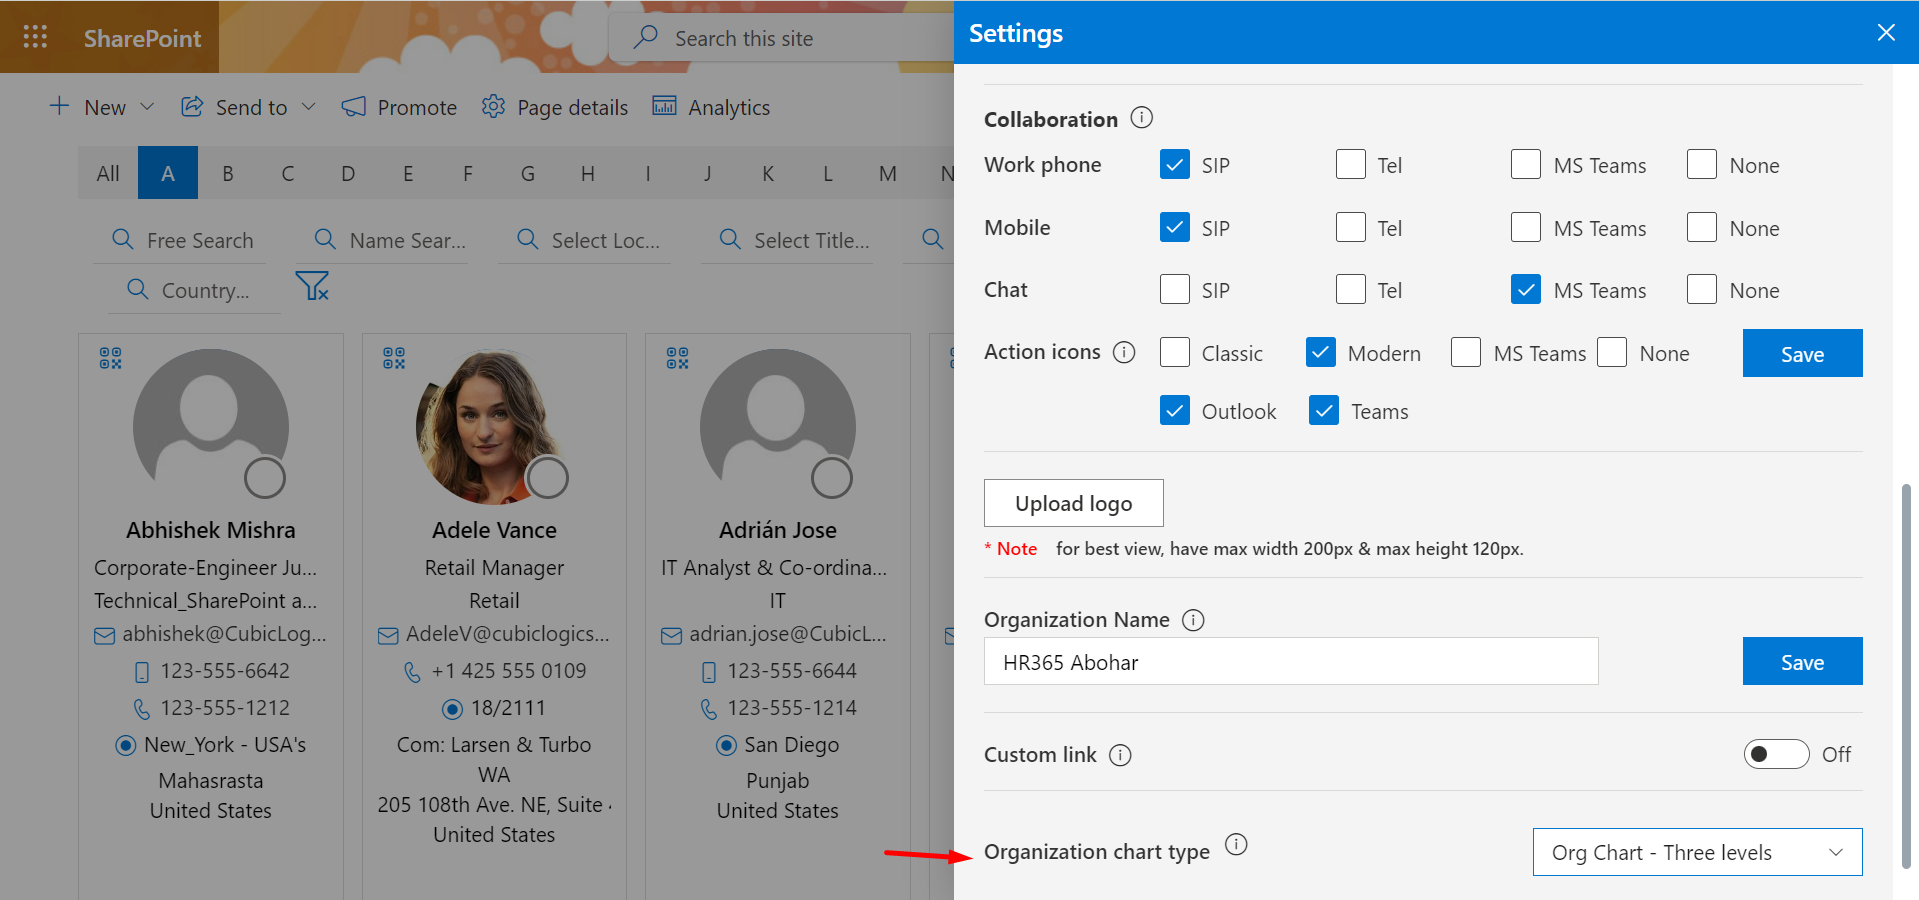 SharePoint
Search this site
New
Send to
Promote
Page details
Analytics
All A B C D E F G H I J K L M N
Free Search
Name Sear...
Select Loc...
Select Title...
Country...
Abhishek Mishra
Corporate-Engineer Ju...
Technical_SharePoint a...
abhishek@CubicLog...
123-555-6642
123-555-1212
New_York - USA's
Mahasrasta
United States
Adele Vance
Retail Manager
Retail
AdeleV@cubiclogics...
+1 425 555 0109
18/2111
Com: Larsen & Turbo
WA
205 108th Ave. NE, Suite
United States
Adrián Jose
IT Analyst & Co-ordina...
IT
adrian.jose@CubicL...
123-555-6644
123-555-1214
San Diego
Punjab
United States
Settings
Collaboration
Work phone SIP Tel MS Teams None
Mobile SIP Tel MS Teams None
Chat SIP Tel MS Teams None
Action icons Classic Modern MS Teams None Save
Outlook Teams
Upload logo
* Note for best view, have max width 200px & max height 120px.
Organization Name
HR365 Abohar Save
Custom link Off
Organization chart type Org Chart - Three levels